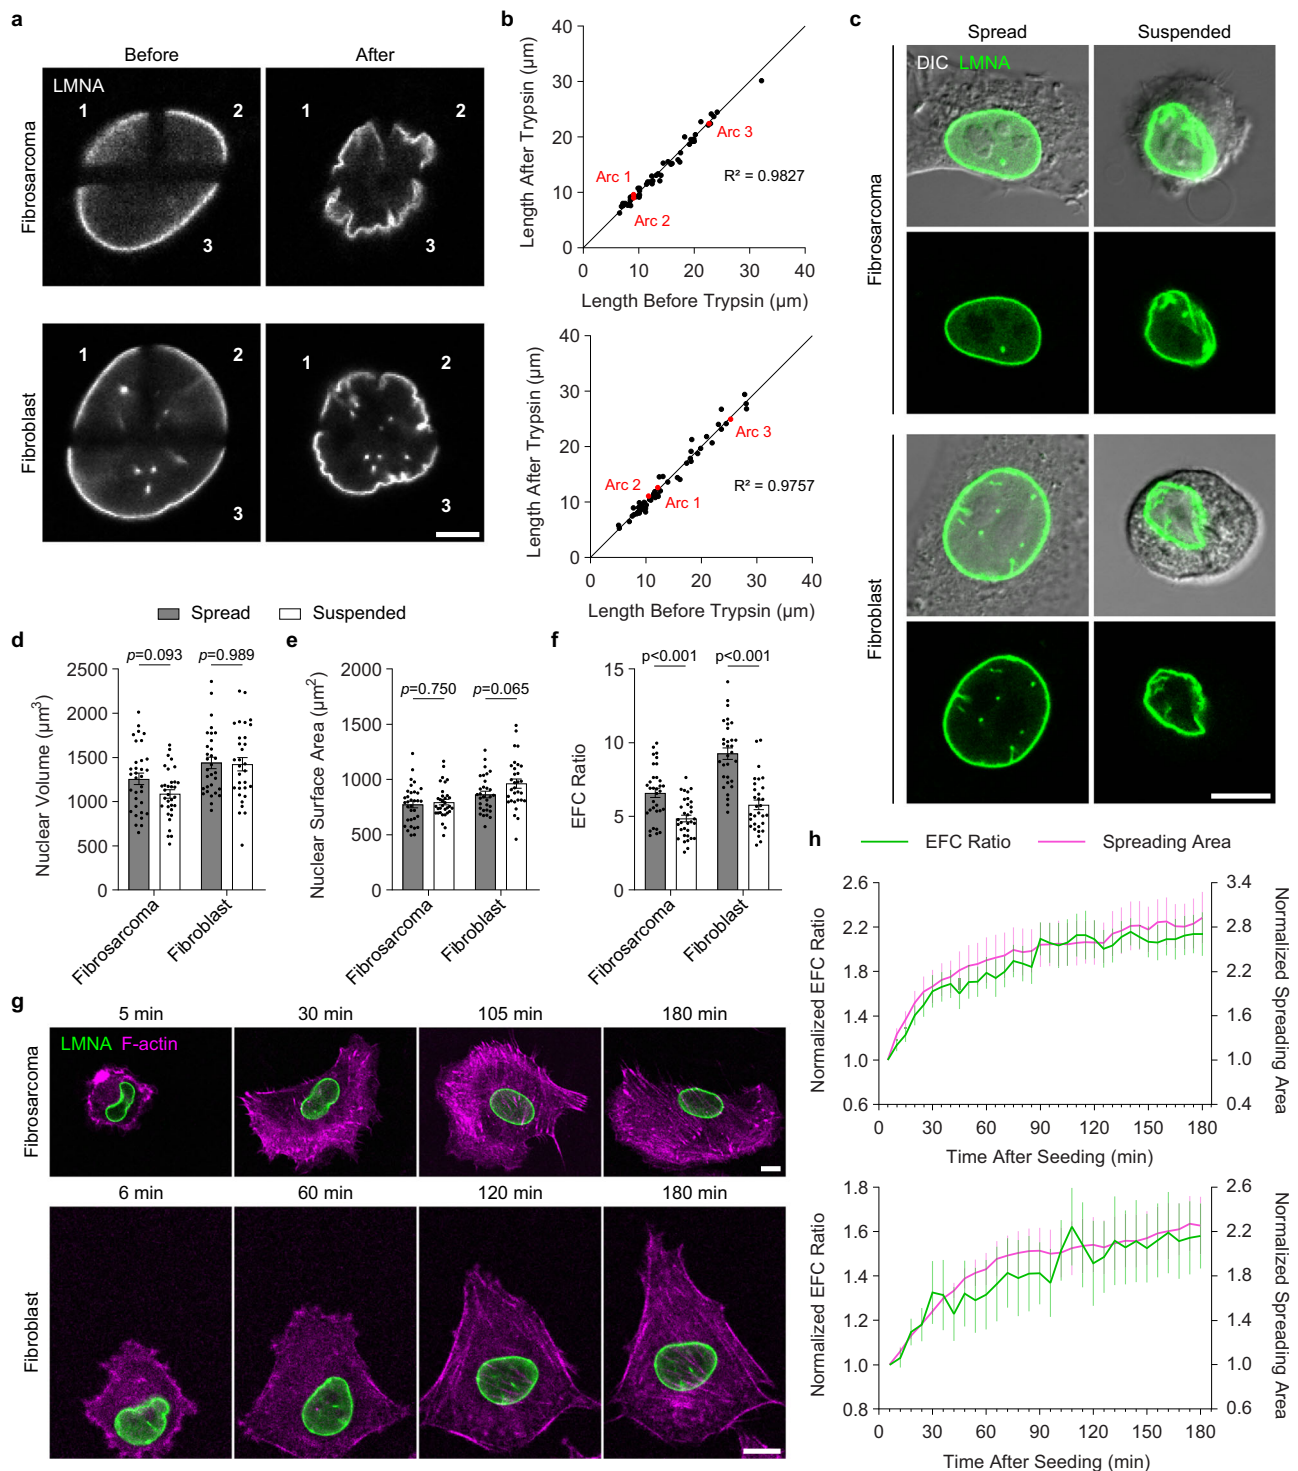 a
Before
After
Fibrosarcoma
LMNA
1
2
3
1
2
3
Fibroblast
1
2
3
1
2
3
b
Length After Trypsin (µm)
40
30
20
10
0
Arc 1
Arc 2
Arc 3
R² = 0.9827
0 10 20 30 40
Length Before Trypsin (µm)
Length After Trypsin (µm)
40
30
20
10
0
Arc 2
Arc 1
Arc 3
R² = 0.9757
0 10 20 30 40
Length Before Trypsin (µm)
c
Spread
Suspended
DIC LMNA
Fibrosarcoma
Fibroblast
Spread
Suspended
d
Nuclear Volume (µm³)
2500
2000
1500
1000
500
0
p=0.093
p=0.989
Fibrosarcoma
Fibroblast
e
Nuclear Surface Area (µm²)
2000
1500
1000
500
0
p=0.750
p=0.065
Fibrosarcoma
Fibroblast
f
EFC Ratio
15
10
5
0
p<0.001
p<0.001
Fibrosarcoma
Fibroblast
g
5 min
30 min
105 min
180 min
Fibrosarcoma
LMNA F-actin
6 min
60 min
120 min
180 min
Fibroblast
h
EFC Ratio
Spreading Area
Normalized EFC Ratio
2.6
2.2
1.8
1.4
1.0
0.6
3.4
2.8
2.2
1.6
1.0
0.4
Normalized Spreading Area
0 30 60 90 120 150 180
Time After Seeding (min)
Normalized EFC Ratio
1.8
1.6
1.4
1.2
1.0
0.8
2.6
2.2
1.8
1.4
1.0
0.6
Normalized Spreading Area
0 30 60 90 120 150 180
Time After Seeding (min)